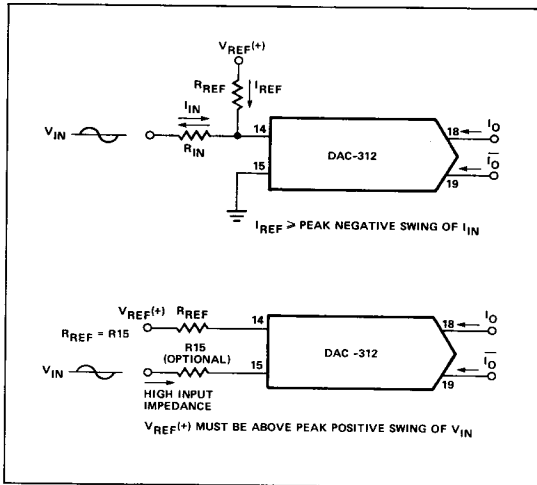 VREF(+)
RREF
IREF
IIN
VIN
RIN
14
15
DAC-312
18
IO
IO
19
IREF ⩾ PEAK NEGATIVE SWING OF IIN
VREF(+)
RREF
14
RREF = R15
R15
(OPTIONAL)
VIN
15
HIGH INPUT
IMPEDANCE
DAC -312
18
IO
IO
19
VREF(+) MUST BE ABOVE PEAK POSITIVE SWING OF VIN